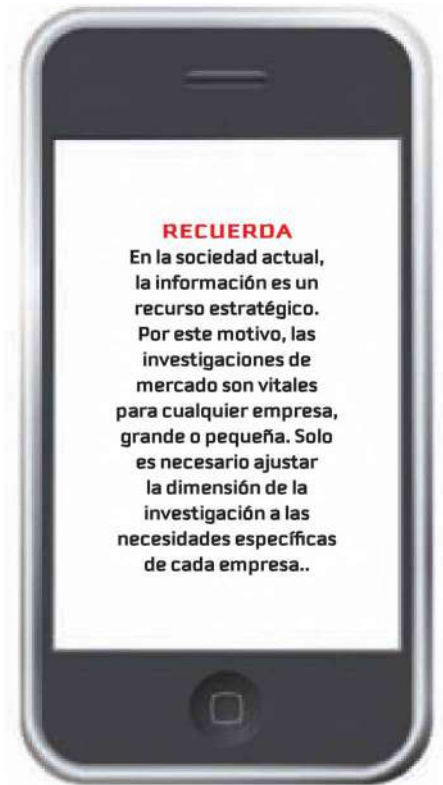 RECUERDA
En la sociedad actual,
la información es un
recurso estratégico.
Por este motivo, las
investigaciones de
mercado son vitales
para cualquier empresa,
grande o pequeña. Solo
es necesario ajustar
la dimensión de la
investigación a las
necesidades específicas
de cada empresa..